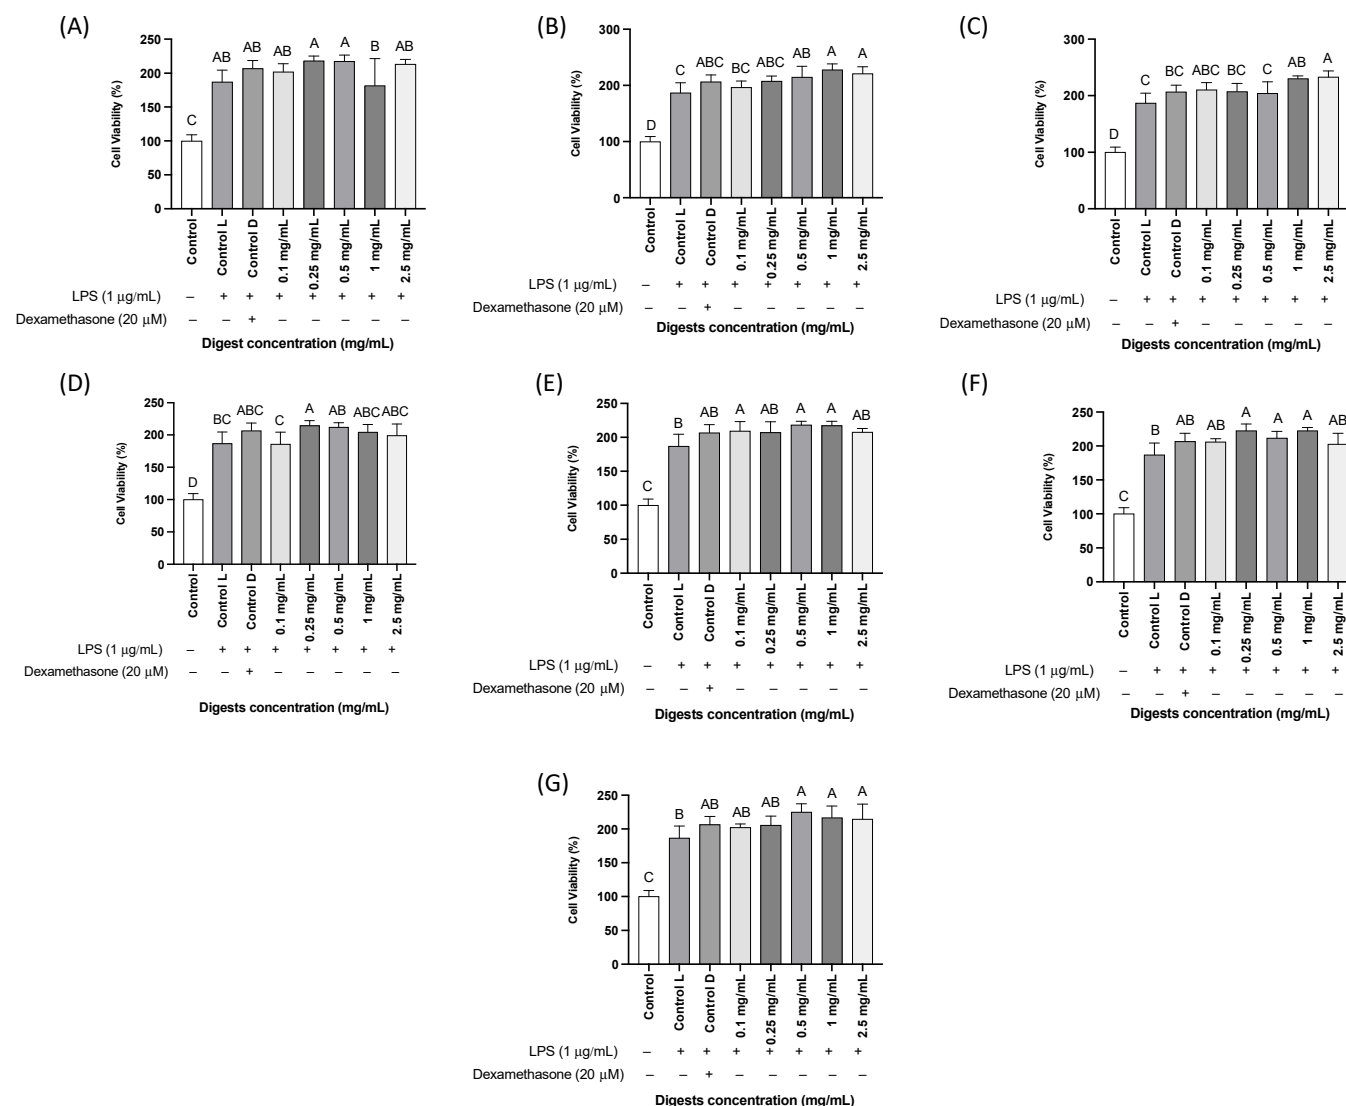 (A)
Cell Viability (%)
250
200
150
100
50
0
C
AB
AB
AB
A
A
B
AB
Control
Control L
Control D
0.1 mg/mL
0.25 mg/mL
0.5 mg/mL
1 mg/mL
2.5 mg/mL
LPS (1 μg/mL) – + + + + + + +
Dexamethasone (20 μM) – – + – – – – –
Digest concentration (mg/mL)
(B)
Cell Viability (%)
300
200
100
0
D
C
ABC
BC
ABC
AB
A
A
Control
Control L
Control D
0.1 mg/mL
0.25 mg/mL
0.5 mg/mL
1 mg/mL
2.5 mg/mL
LPS (1 μg/mL) – + + + + + + +
Dexamethasone (20 μM) – – + – – – – –
Digests concentration (mg/mL)
(C)
Cell Viability (%)
300
200
100
0
D
C
BC
ABC
BC
C
AB
A
Control
Control L
Control D
0.1 mg/mL
0.25 mg/mL
0.5 mg/mL
1 mg/mL
2.5 mg/mL
LPS (1 μg/mL) – + + + + + + +
Dexamethasone (20 μM) – – + – – – – –
Digests concentration (mg/mL)
(D)
Cell Viability (%)
250
200
150
100
50
0
D
BC
ABC
C
A
AB
ABC
ABC
Control
Control L
Control D
0.1 mg/mL
0.25 mg/mL
0.5 mg/mL
1 mg/mL
2.5 mg/mL
LPS (1 μg/mL) – + + + + + + +
Dexamethasone (20 μM) – – + – – – – –
Digests concentration (mg/mL)
(E)
Cell Viability (%)
250
200
150
100
50
0
C
B
AB
A
AB
A
A
AB
Control
Control L
Control D
0.1 mg/mL
0.25 mg/mL
0.5 mg/mL
1 mg/mL
2.5 mg/mL
LPS (1 μg/mL) – + + + + + + +
Dexamethasone (20 μM) – – + – – – – –
Digests concentration (mg/mL)
(F)
Cell Viability (%)
250
200
150
100
50
0
C
B
AB
AB
A
A
A
AB
Control
Control L
Control D
0.1 mg/mL
0.25 mg/mL
0.5 mg/mL
1 mg/mL
2.5 mg/mL
LPS (1 μg/mL) – + + + + + + +
Dexamethasone (20 μM) – – + – – – – –
Digests concentration (mg/mL)
(G)
Cell Viability (%)
250
200
150
100
50
0
C
B
AB
AB
AB
A
A
A
Control
Control L
Control D
0.1 mg/mL
0.25 mg/mL
0.5 mg/mL
1 mg/mL
2.5 mg/mL
LPS (1 μg/mL) – + + + + + + +
Dexamethasone (20 μM) – – + – – – – –
Digests concentration (mg/mL)